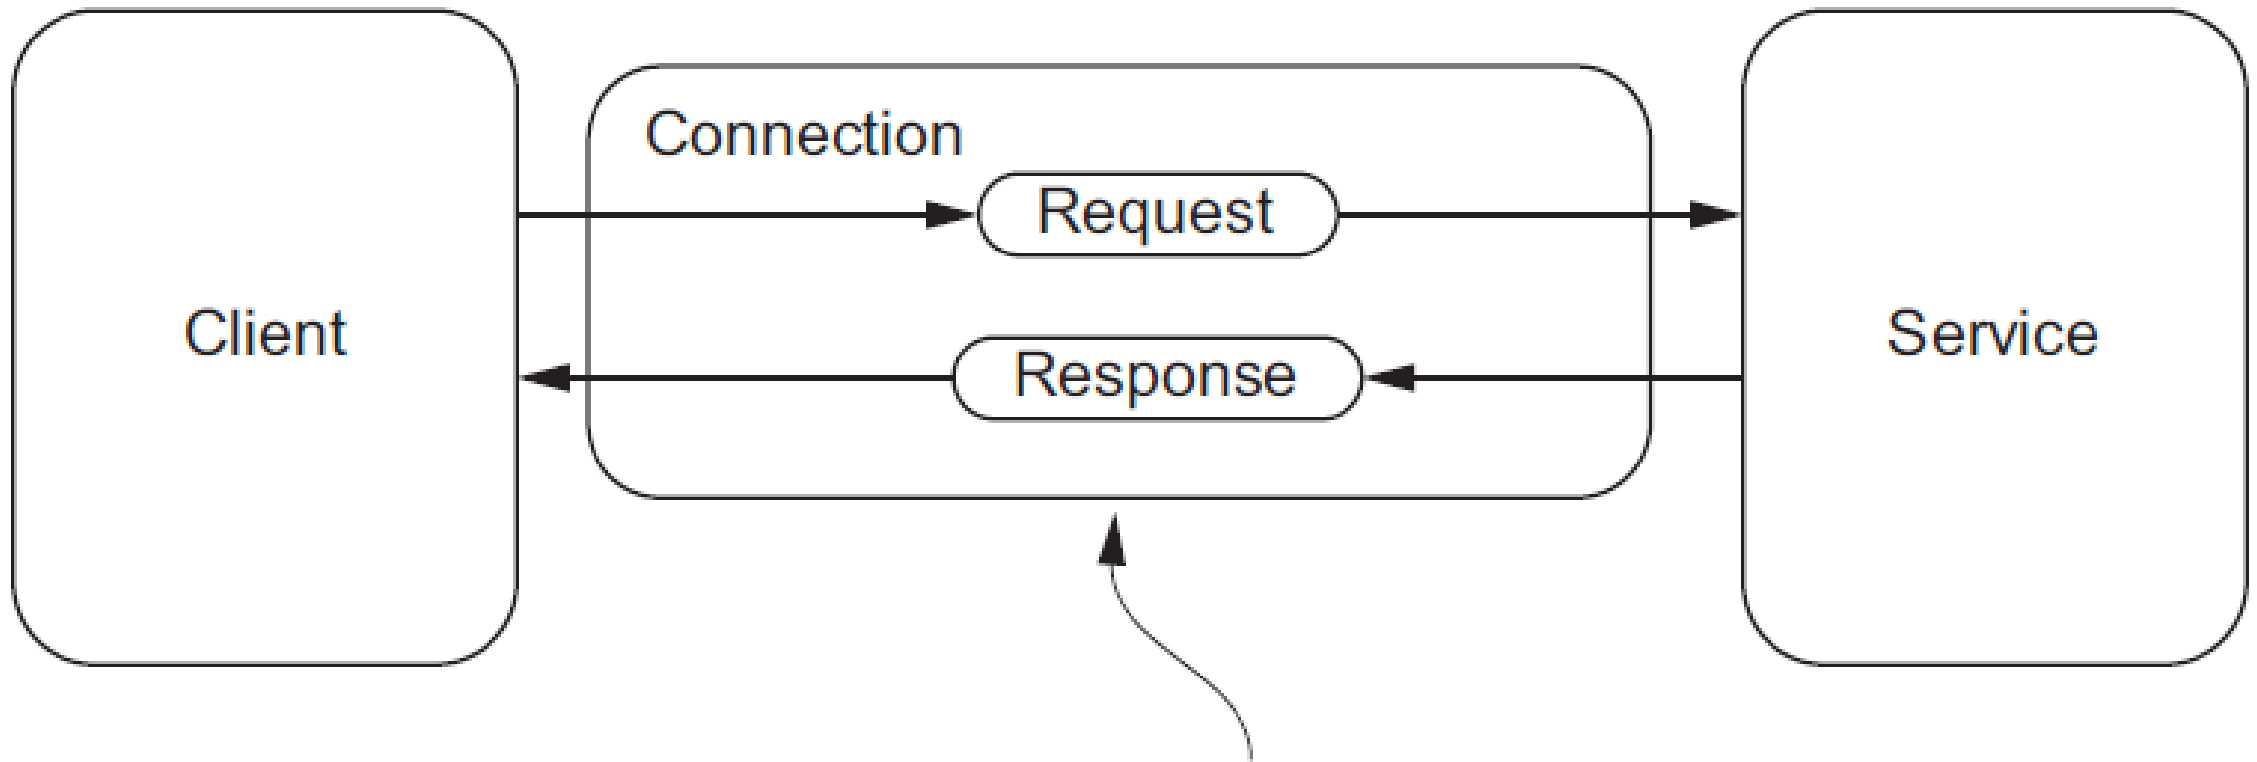 Connection
Request
Client
Service
Response